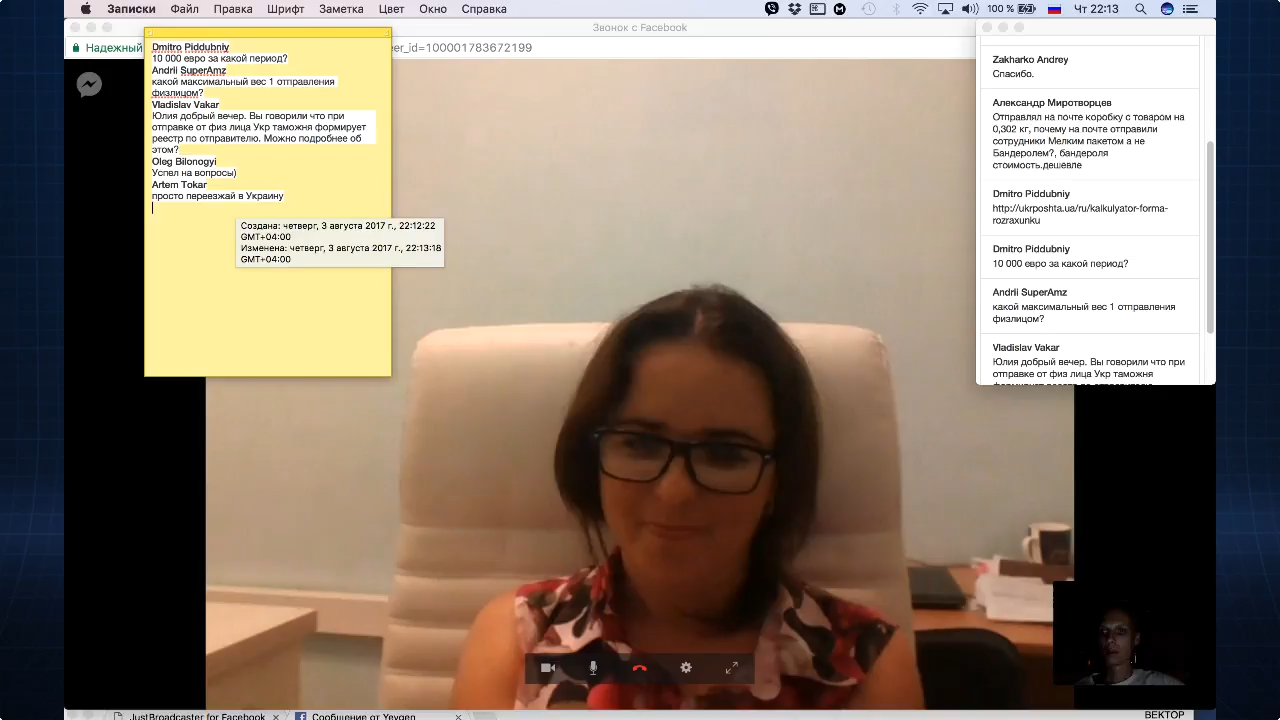 Записки Файл Правка Шрифт Заметка Цвет Окно Справка 100 % Чт 22:13
Звонок с Facebook
Надежный
er_id=100001783672199
Dmitro Piddubniy
10 000 евро за какой период?
Andrii SuperAmz
какой максимальный вес 1 отправления
физлицом?
Vladislav Vakar
Юлия добрый вечер. Вы говорили что при
отправке от физ лица Укр таможня формирует
реестр по отправителю. Можно подробнее об
этом?
Oleg Bilonogyi
Успел на вопросы)
Artem Tokar
просто переезжай в Украину
Создана: четверг, 3 августа 2017 г., 22:12:22
GMT+04:00
Изменена: четверг, 3 августа 2017 г., 22:13:18
GMT+04:00
Zakharko Andrey
Спасибо.
Александр Миротворцев
Отправлял на почте коробку с товаром на
0,302 кг, почему на почте отправили
сотрудники Мелким пакетом а не
Бандеролем?, бандероля
стоимость.дешевле
Dmitro Piddubniy
http://ukrposhta.ua/ru/kalkulyator-forma-
rozraxunku
Dmitro Piddubniy
10 000 евро за какой период?
Andrii SuperAmz
какой максимальный вес 1 отправления
физлицом?
Vladislav Vakar
Юлия добрый вечер. Вы говорили что при
отправке от физ лица Укр таможня
формирует реестр по отправителю
JustBroadcaster for Facebook
Сообщение от Yevgen
ВЕКТОР